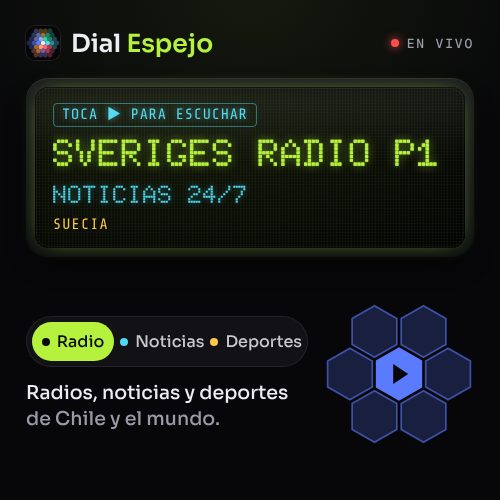 Dial Espejo
EN VIVO
TOCA ▶ PARA ESCUCHAR
SVERIGES RADIO P1
NOTICIAS 24/7
SUECIA
Radio
Noticias
Deportes
Radios, noticias y deportes
de Chile y el mundo.